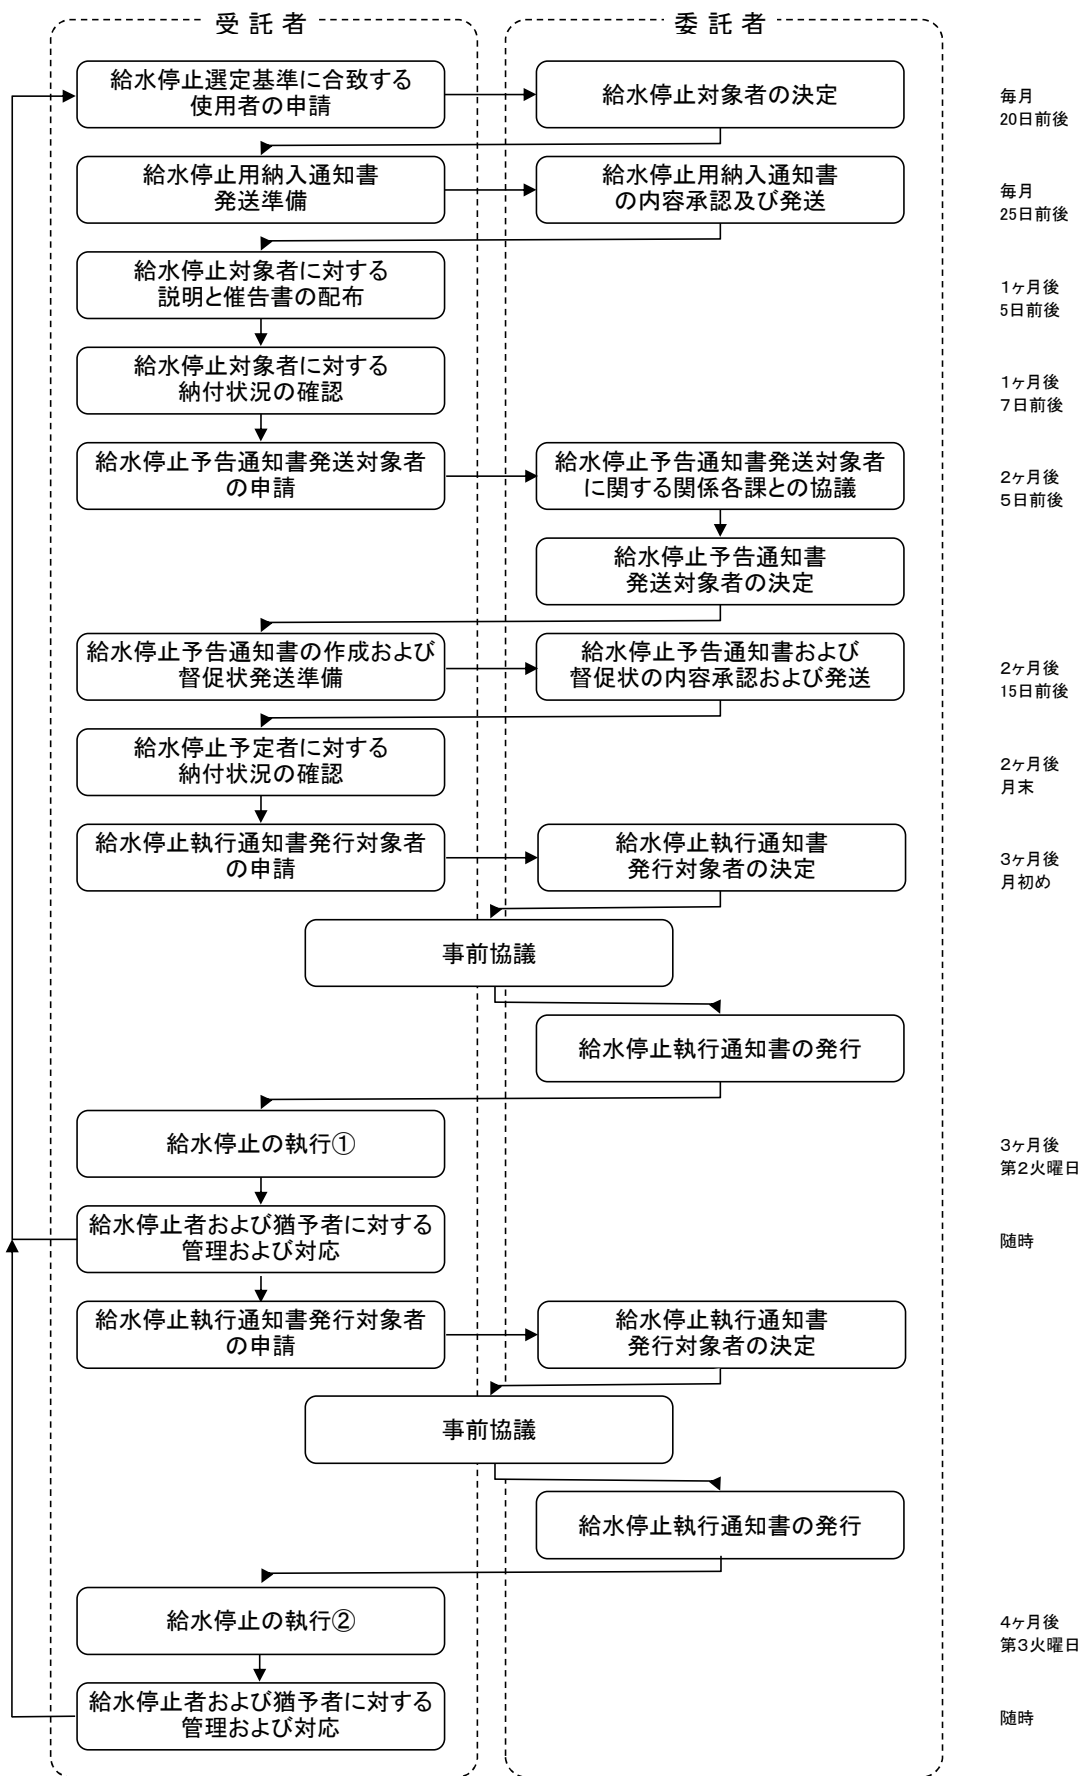 受 託 者
委 託 者
給水停止選定基準に合致する
使用者の申請
給水停止対象者の決定
毎月
20日前後
給水停止用納入通知書
発送準備
給水停止用納入通知書
の内容承認及び発送
毎月
25日前後
給水停止対象者に対する
説明と催告書の配布
1ヶ月後
5日前後
給水停止対象者に対する
納付状況の確認
1ヶ月後
7日前後
給水停止予告通知書発送対象者
の申請
給水停止予告通知書発送対象者
に関する関係各課との協議
2ヶ月後
5日前後
給水停止予告通知書
発送対象者の決定
給水停止予告通知書の作成および
督促状発送準備
給水停止予告通知書および
督促状の内容承認および発送
2ヶ月後
15日前後
給水停止予定者に対する
納付状況の確認
2ヶ月後
月末
給水停止執行通知書発行対象者
の申請
給水停止執行通知書
発行対象者の決定
3ヶ月後
月初め
事前協議
給水停止執行通知書の発行
給水停止の執行①
3ヶ月後
第2火曜日
給水停止者および猶予者に対する
管理および対応
随時
給水停止執行通知書発行対象者
の申請
給水停止執行通知書
発行対象者の決定
事前協議
給水停止執行通知書の発行
給水停止の執行②
4ヶ月後
第3火曜日
給水停止者および猶予者に対する
管理および対応
随時